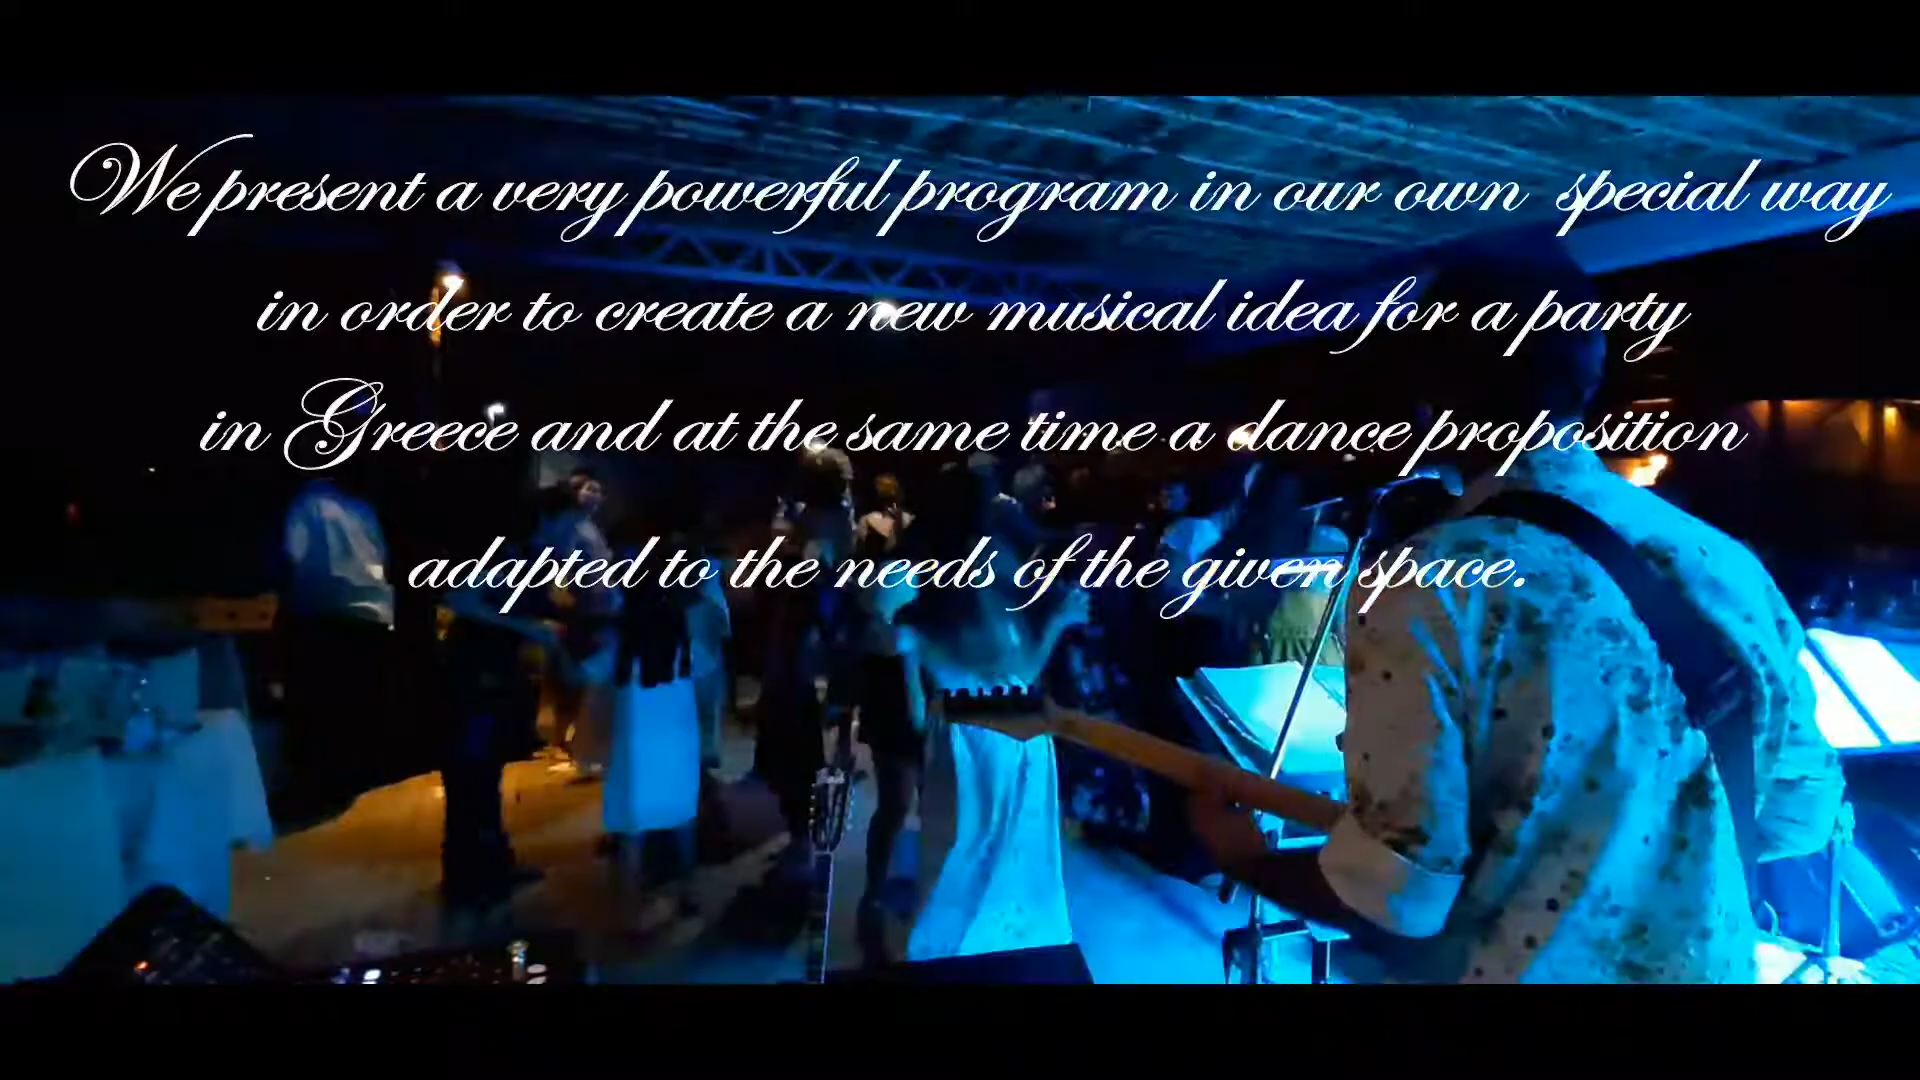 We present a very powerful program in our own special way
in order to create a new musical idea for a party
in Greece and at the same time a dance proposition
adapted to the needs of the given space.